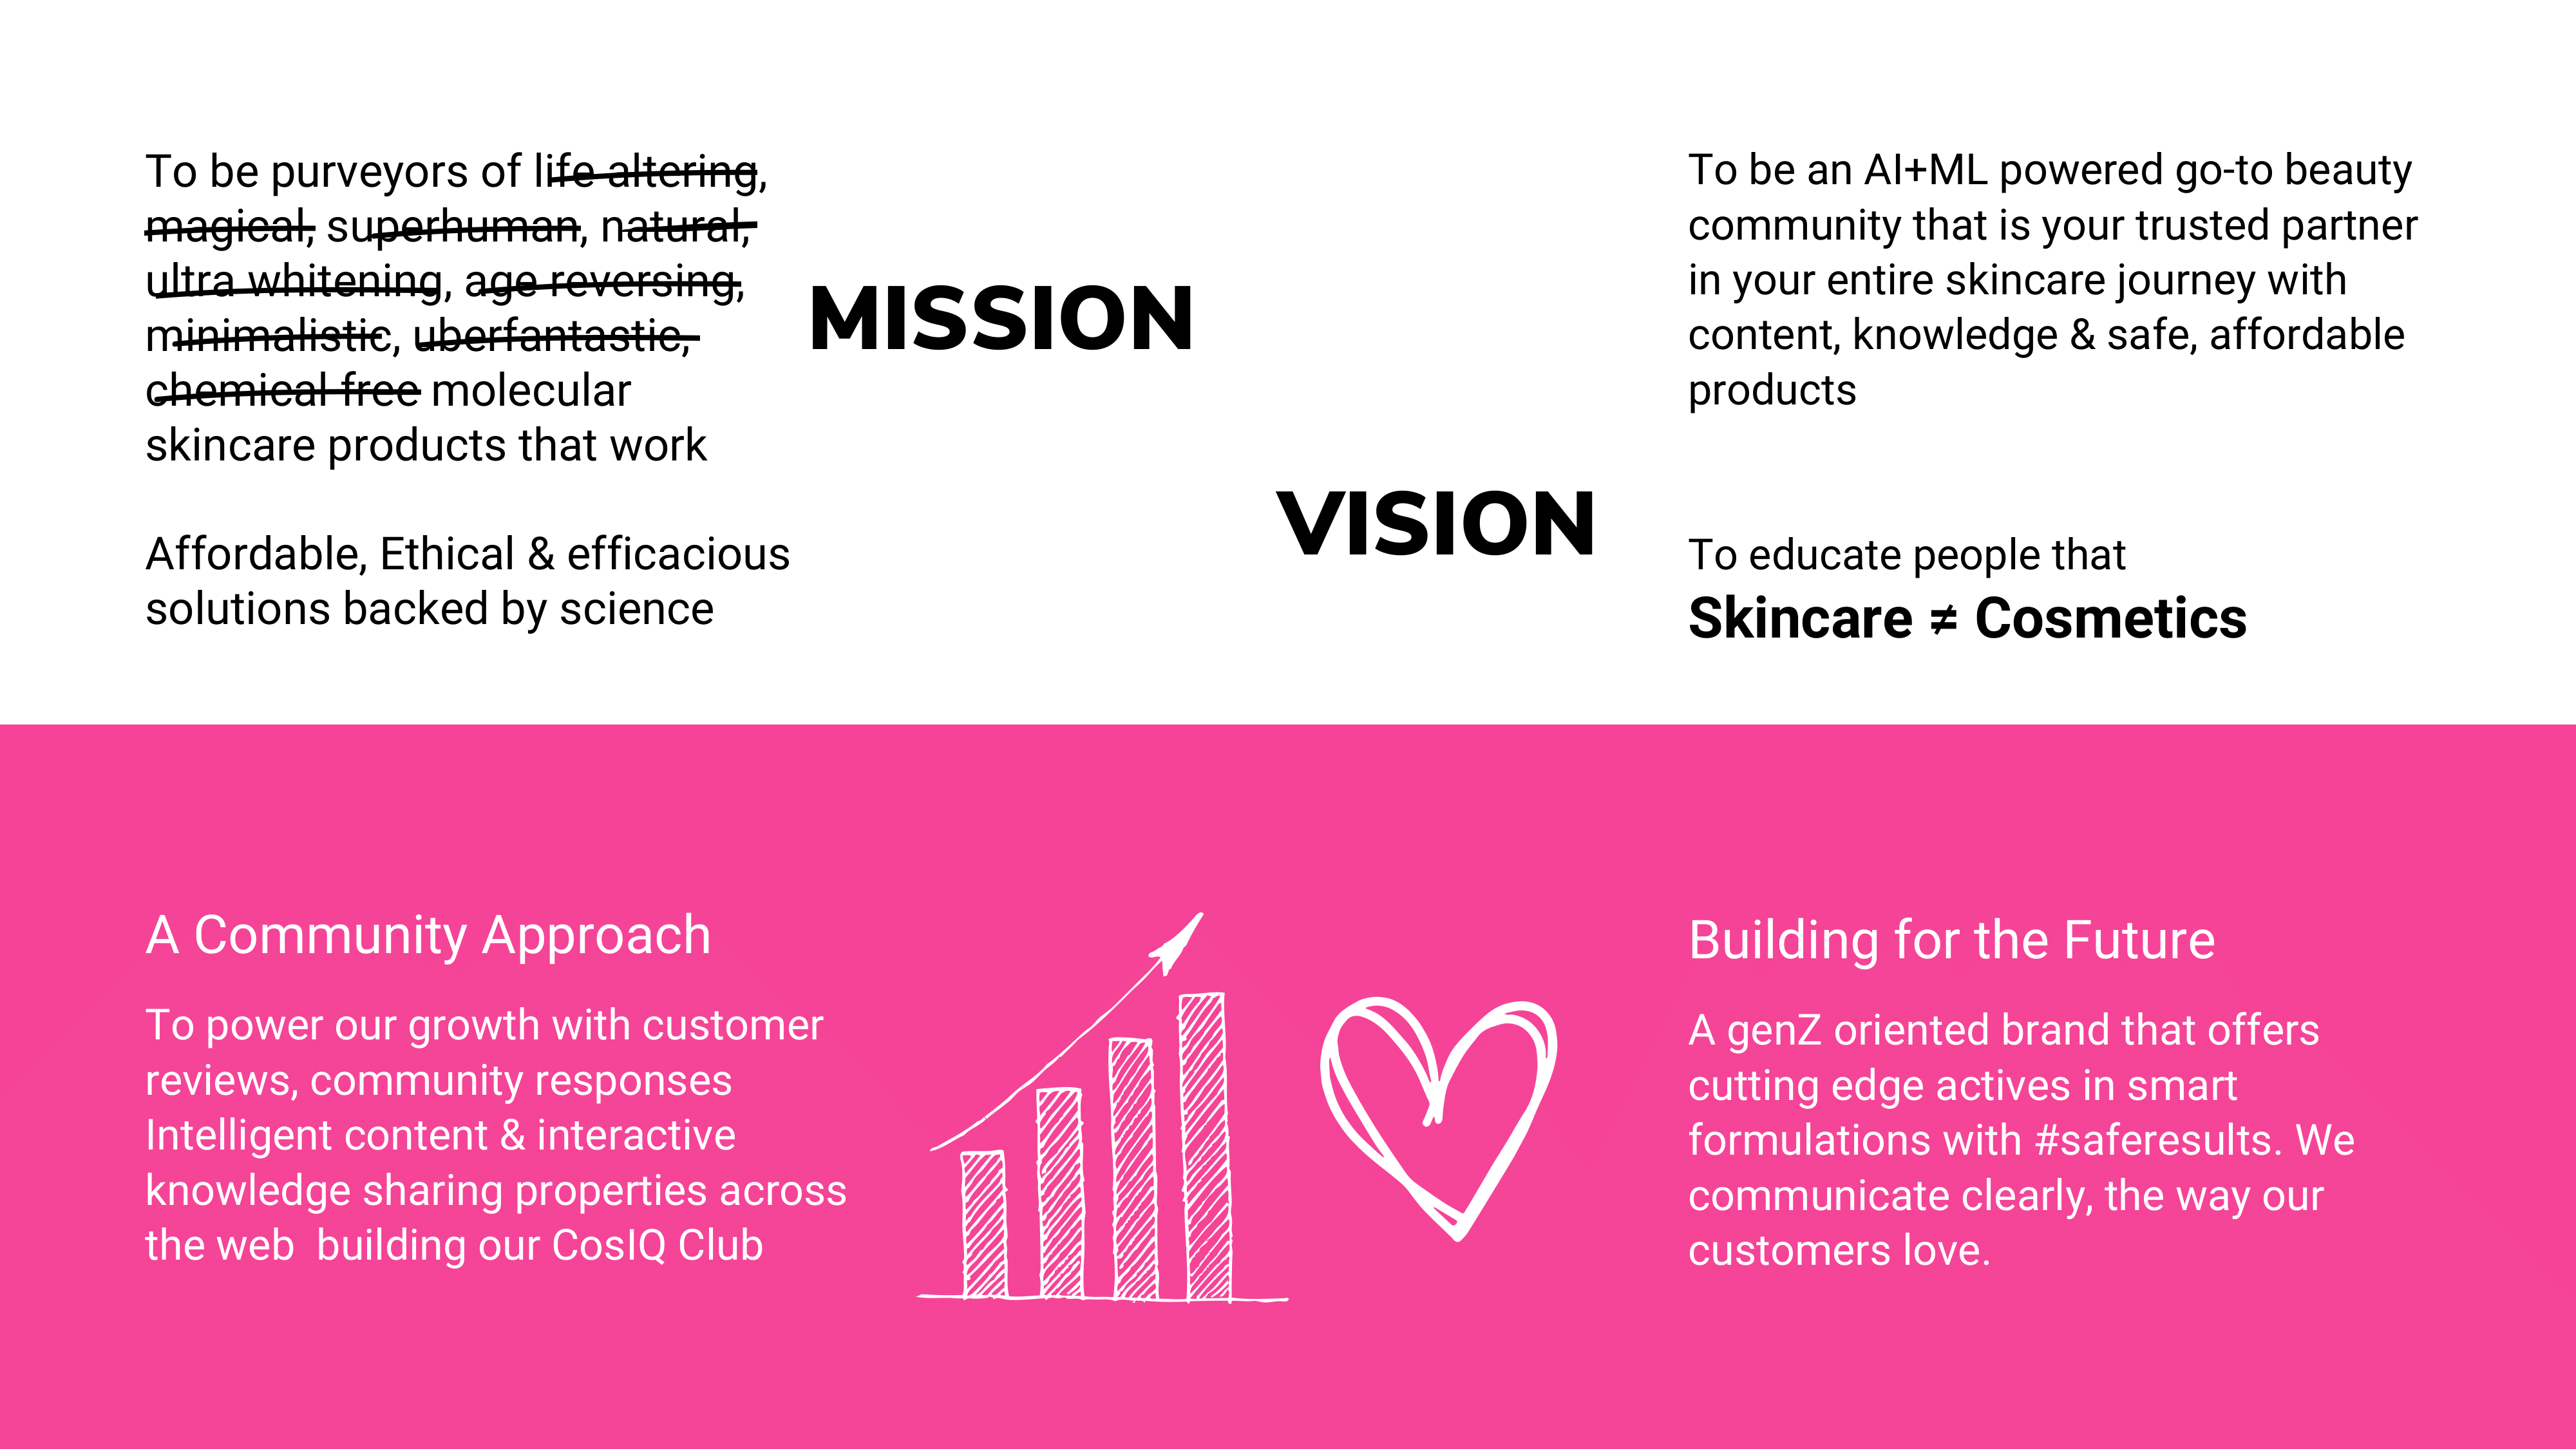 To be purveyors of life altering,
magical, superhuman, natural,
ultra whitening, age reversing,
minimalistic, uberfantastic,
chemical free molecular
skincare products that work
Affordable, Ethical & efficacious
solutions backed by science
MISSION
VISION
To be an AI+ML powered go-to beauty
community that is your trusted partner
in your entire skincare journey with
content, knowledge & safe, affordable
products
To educate people that
Skincare ≠ Cosmetics
A Community Approach
To power our growth with customer
reviews, community responses
Intelligent content & interactive
knowledge sharing properties across
the web  building our CosIQ Club
Building for the Future
A genZ oriented brand that offers
cutting edge actives in smart
formulations with #saferesults. We
communicate clearly, the way our
customers love.